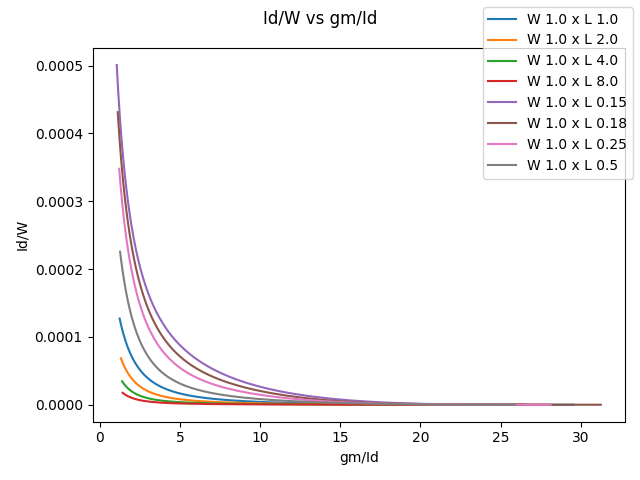 Id/W vs gm/Id
W 1.0 x L 1.0
W 1.0 x L 2.0
W 1.0 x L 4.0
W 1.0 x L 8.0
W 1.0 x L 0.15
W 1.0 x L 0.18
W 1.0 x L 0.25
W 1.0 x L 0.5
0.0005
0.0004
0.0003
0.0002
0.0001
0.0000
Id/W
0 5 10 15 20 25 30
gm/Id